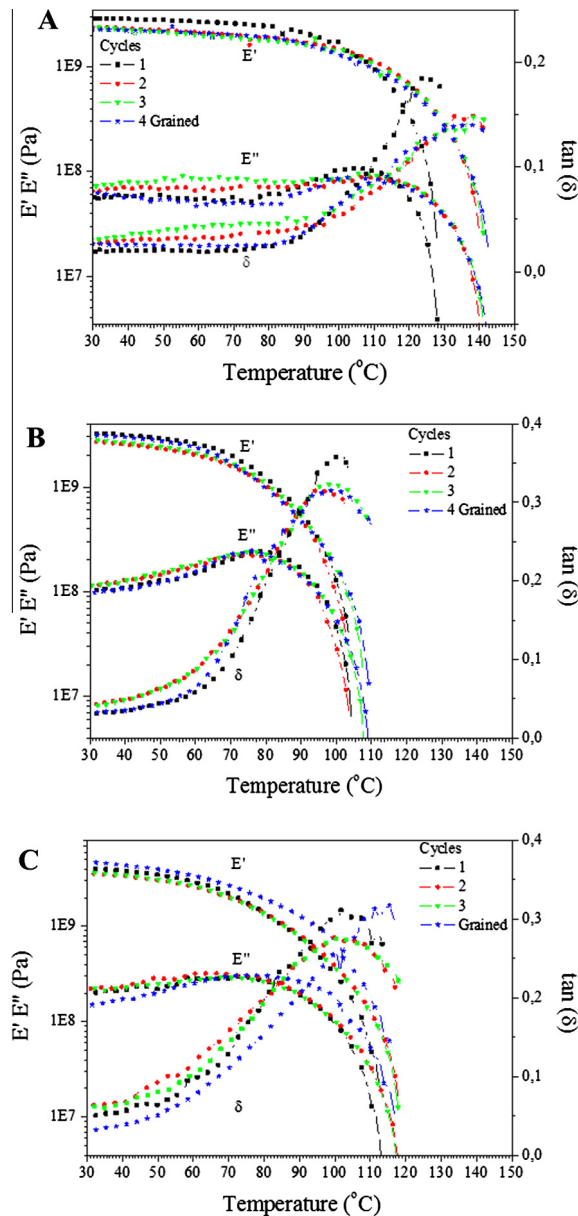 A
E' E" (Pa)
1E9
1E8
1E7
Cycles
1
2
3
4 Grained
E'
E"
δ
0,2
0,1
0,0
tan (δ)
30 40 50 60 70 80 90 100 110 120 130 140 150
Temperature (°C)
B
E' E" (Pa)
1E9
1E8
1E7
E'
E"
δ
Cycles
1
2
3
4 Grained
0,4
0,3
0,2
0,1
0,0
tan (δ)
30 40 50 60 70 80 90 100 110 120 130 140 150
Temperature (°C)
C
E' E" (Pa)
1E9
1E8
1E7
E'
E"
δ
Cycles
1
2
3
Grained
0,4
0,3
0,2
0,1
0,0
tan (δ)
30 40 50 60 70 80 90 100 110 120 130 140 150
Temperature (°C)